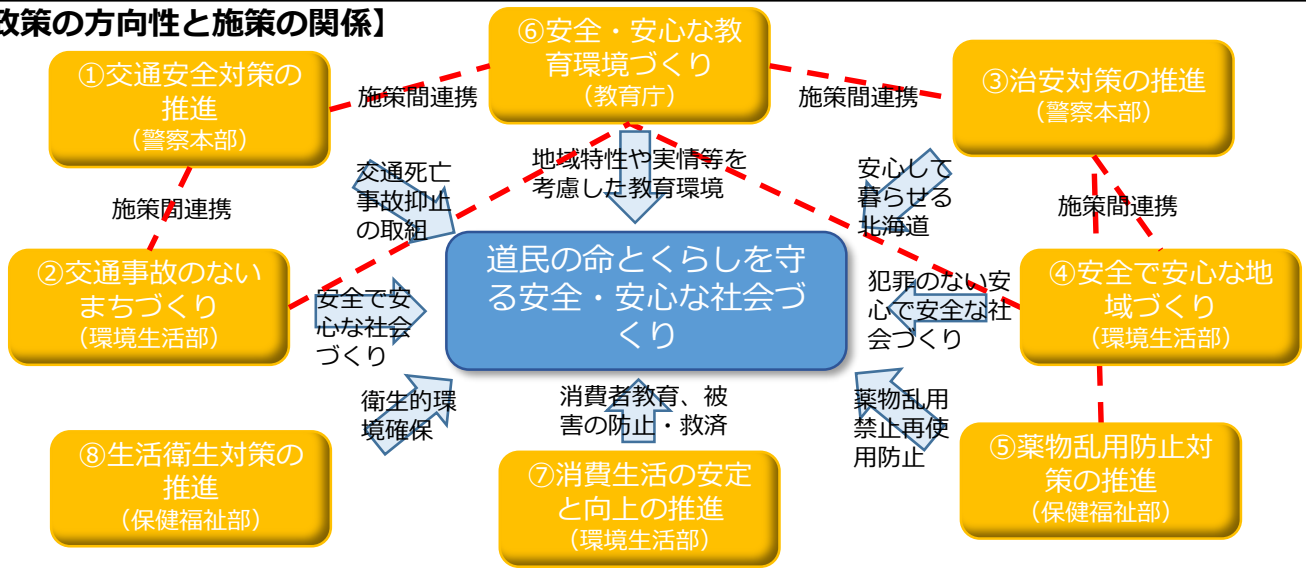 政策の方向性と施策の関係】
⑥安全・安心な教
育環境づくり
（教育庁）
①交通安全対策の
推進
（警察本部）
③治安対策の推進
（警察本部）
施策間連携
施策間連携
交通死亡
事故抑止
の取組
地域特性や実情等を
考慮した教育環境
安心して
暮らせる
北海道
施策間連携
施策間連携
②交通事故のない
まちづくり
（環境生活部）
安全で安
心な社会
づくり
道民の命とくらしを守
る安全・安心な社会づ
くり
犯罪のない安
心で安全な社
会づくり
④安全で安心な地
域づくり
（環境生活部）
衛生的環
境確保
消費者教育、被
害の防止・救済
薬物乱用
禁止再使
用防止
⑧生活衛生対策の
推進
（保健福祉部）
⑦消費生活の安定
と向上の推進
（環境生活部）
⑤薬物乱用防止対
策の推進
（保健福祉部）